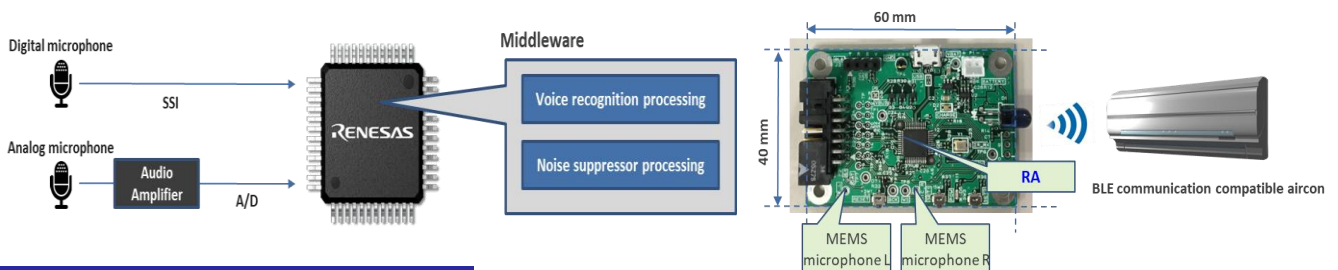 Digital microphone
SSI
Analog microphone
Audio
Amplifier
A/D
RENESAS
Middleware
Voice recognition processing
Noise suppressor processing
60 mm
40 mm
RA
MEMS
microphone L
MEMS
microphone R
BLE communication compatible aircon